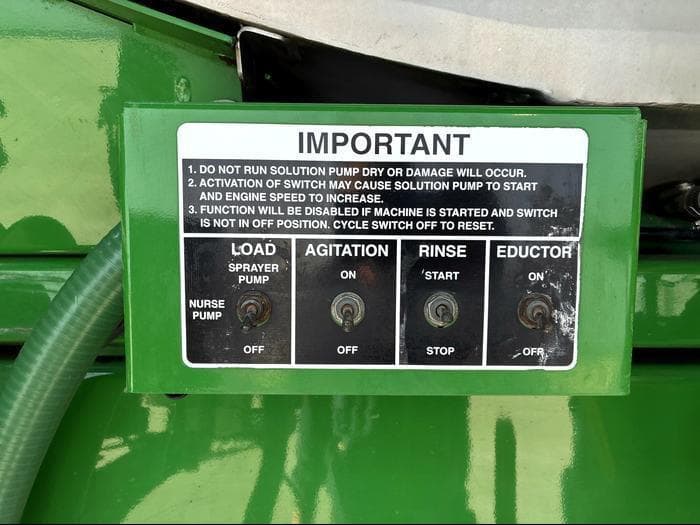 IMPORTANT
1. DO NOT RUN SOLUTION PUMP DRY OR DAMAGE WILL OCCUR.
2. ACTIVATION OF SWITCH MAY CAUSE SOLUTION PUMP TO START
AND ENGINE SPEED TO INCREASE.
3. FUNCTION WILL BE DISABLED IF MACHINE IS STARTED AND SWITCH
IS NOT IN OFF POSITION. CYCLE SWITCH OFF TO RESET.
LOAD
SPRAYER
PUMP
NURSE
PUMP
OFF
AGITATION
ON
OFF
RINSE
START
STOP
EDUCTOR
ON
OFF